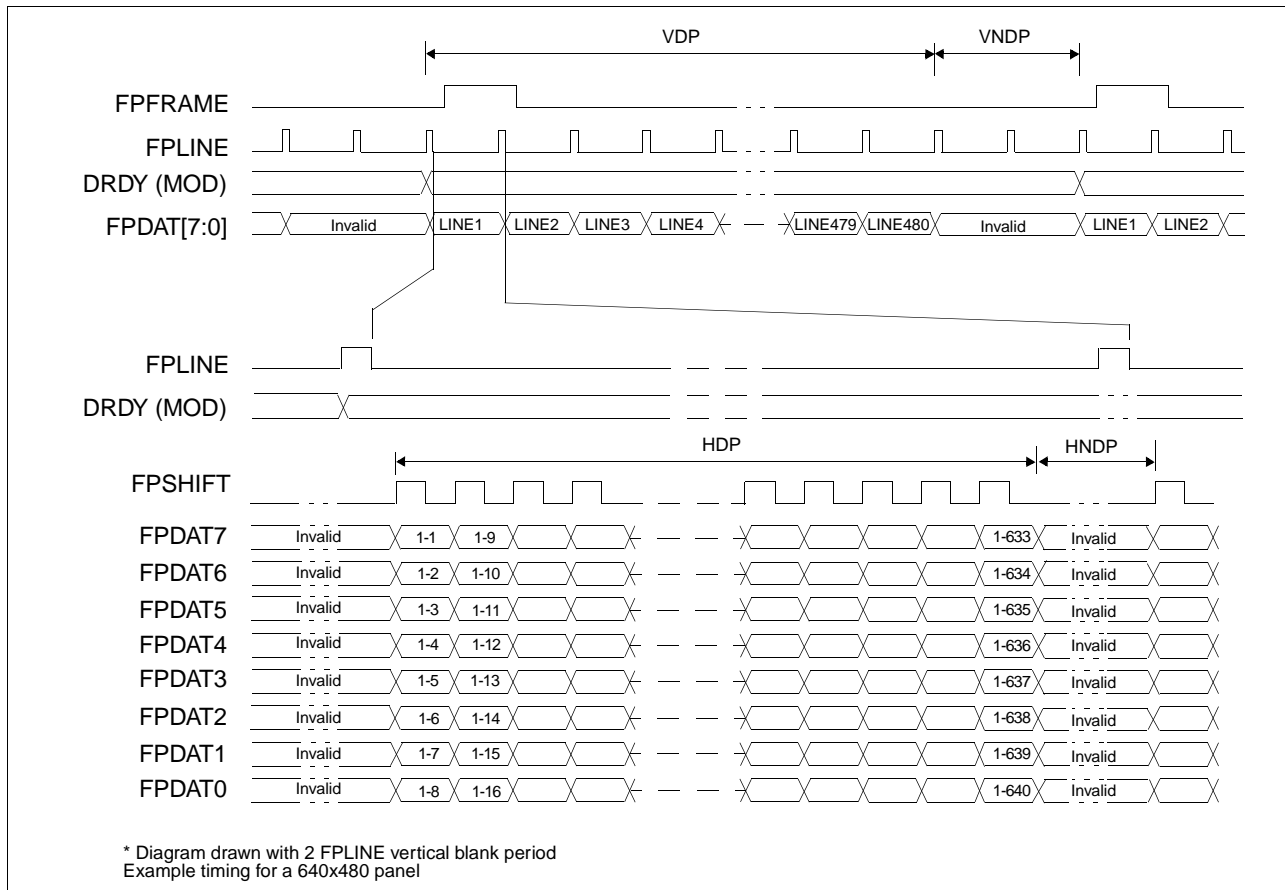 VDP VNDP
FPFRAME
FPLINE
DRDY (MOD)
FPDAT[7:0] Invalid LINE1 LINE2 LINE3 LINE4 LINE479 LINE480 Invalid LINE1 LINE2
FPLINE
DRDY (MOD)
HDP HNDP
FPSHIFT
FPDAT7 Invalid 1-1 1-9 1-633 Invalid
FPDAT6 Invalid 1-2 1-10 1-634 Invalid
FPDAT5 Invalid 1-3 1-11 1-635 Invalid
FPDAT4 Invalid 1-4 1-12 1-636 Invalid
FPDAT3 Invalid 1-5 1-13 1-637 Invalid
FPDAT2 Invalid 1-6 1-14 1-638 Invalid
FPDAT1 Invalid 1-7 1-15 1-639 Invalid
FPDAT0 Invalid 1-8 1-16 1-640 Invalid
* Diagram drawn with 2 FPLINE vertical blank period
Example timing for a 640x480 panel